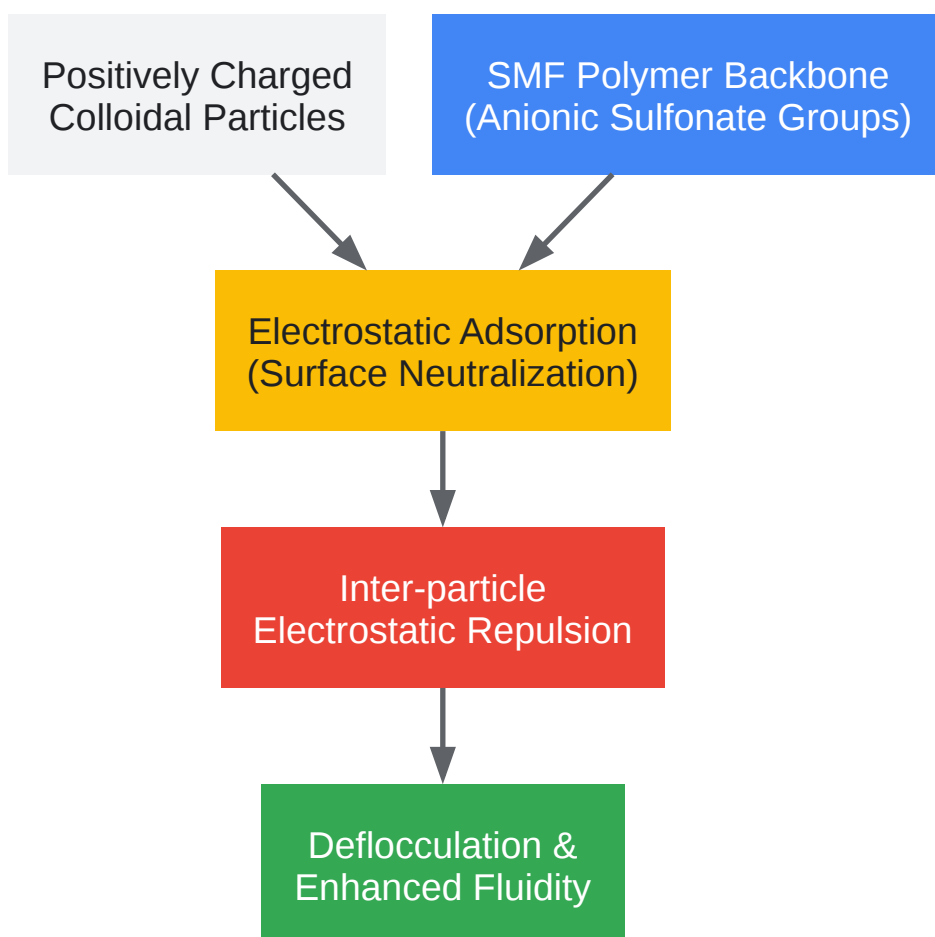 Positively Charged
Colloidal Particles
SMF Polymer Backbone
(Anionic Sulfonate Groups)
Electrostatic Adsorption
(Surface Neutralization)
Inter-particle
Electrostatic Repulsion
Deflocculation &
Enhanced Fluidity